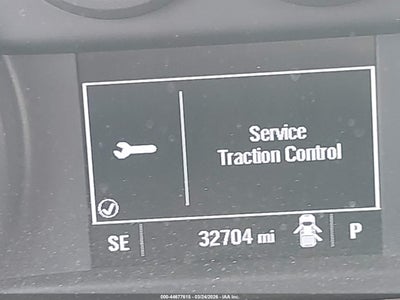 Service
Traction Control
SE
32704 mi
P
000-44677615 - 03/24/2026 - IAA Inc.